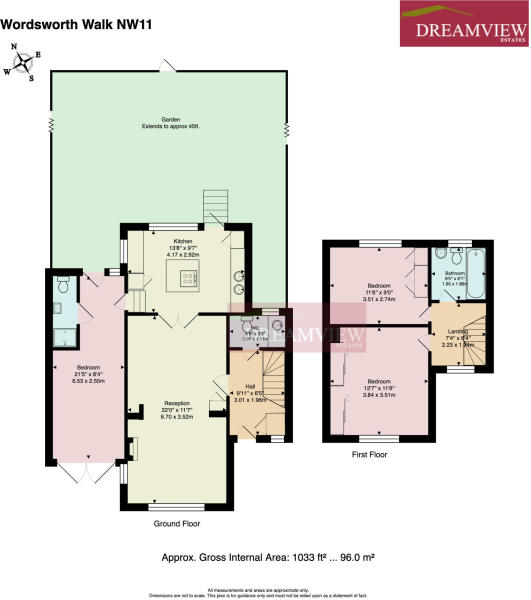 Wordsworth Walk NW11
DREAMVIEW
ESTATES
N
E
W
S
Garden
Extends to approx 45ft.
Kitchen
13'8" x 9'7"
4.17 x 2.92m
Bedroom
21'5" x 8'4"
6.53 x 2.55m
WC
DREAMVIEW
ESTATES
Hall
9'11" x 6'5"
3.01 x 1.96m
Reception
22'0" x 11'7"
6.70 x 3.52m
Ground Floor
Bedroom
11'6" x 9'0"
3.51 x 2.74m
Bathroom
6'5" x 6'1"
1.95 x 1.86m
Landing
7'4" x 6'4"
2.23 x 1.94m
Bedroom
12'7" x 11'6"
3.84 x 3.51m
First Floor
Approx. Gross Internal Area: 1033 ft² ... 96.0 m²
All measurements and areas are approximate only.
Dimensions are not to scale. This plan is for guidance only and must not be relied upon as a statement of fact.